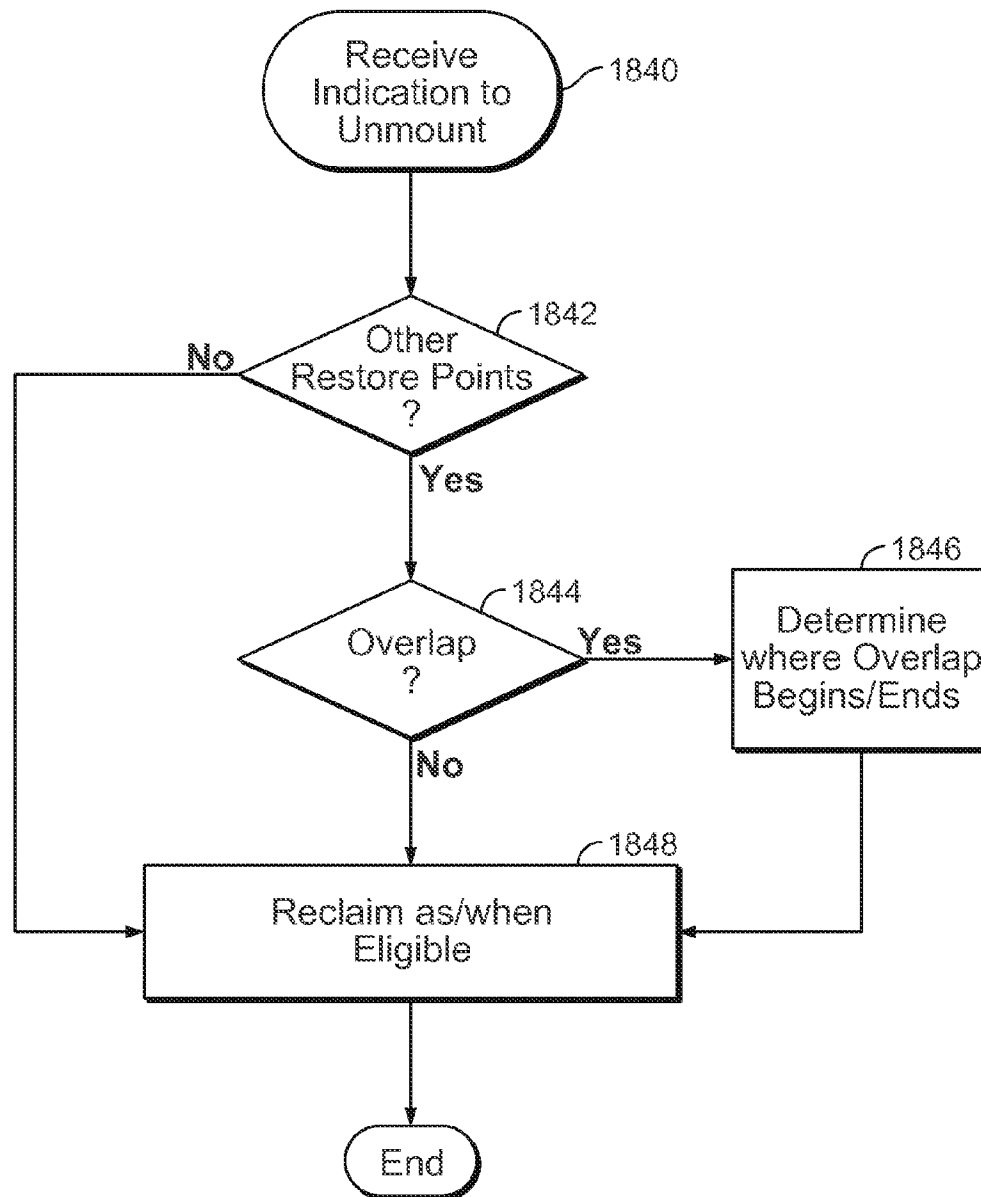 Receive
Indication to
Unmount
1840
Other
Restore Points
?
1842
No
Yes
Overlap
?
1844
Yes
No
Determine
where Overlap
Begins/Ends
1846
Reclaim as/when
Eligible
1848
End